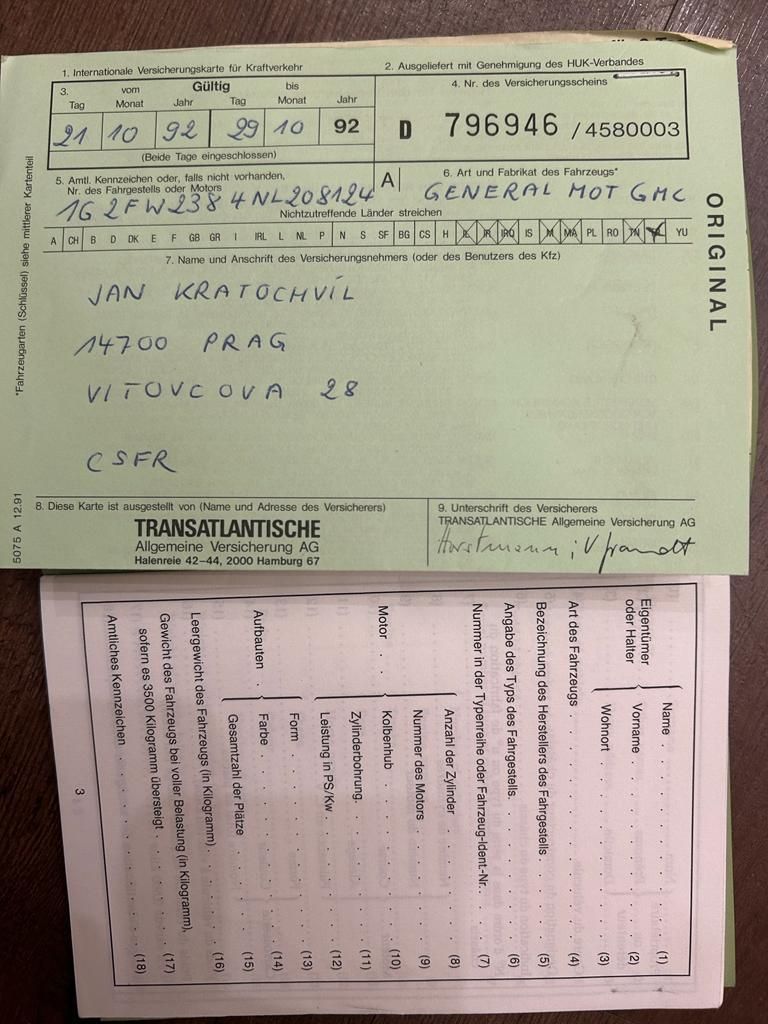 1. Internationale Versicherungskarte für Kraftverkehr
2. Ausgeliefert mit Genehmigung des HUK-Verbandes
3. vom Gültig bis
Tag Monat Jahr Tag Monat Jahr
21 10 92 29 10 92
(Beide Tage eingeschlossen)
4. Nr. des Versicherungsscheins
D 796946 / 4580003
5. Amtl. Kennzeichen oder, falls nicht vorhanden,
Nr. des Fahrgestells oder Motors
1G2FW2384NL208124
A
6. Art und Fabrikat des Fahrzeugs*
GENERAL MOT GMC
Nichtzutreffende Länder streichen
A CH B D DK E F GB GR I IRL L NL P N S SF BG CS H IL IR IRQ IS M MA PL RO TN YU
7. Name und Anschrift des Versicherungsnehmers (oder des Benutzers des Kfz)
JAN KRATOCHVÍL
14700 PRAG
VITOVCOVA 28
CSFR
8. Diese Karte ist ausgestellt von (Name und Adresse des Versicherers)
TRANSATLANTISCHE
Allgemeine Versicherung AG
Halenreie 42–44, 2000 Hamburg 67
9. Unterschrift des Versicherers
TRANSATLANTISCHE Allgemeine Versicherung AG
Horstmann i.V.
ORIGINAL
*Fahrzeugarten (Schlüssel) siehe mittlerer Kartenteil
5075 A 12.91
Eigentümer
oder Halter
Name . . . (1)
Vorname . . . (2)
Wohnort . . . (3)
Art des Fahrzeugs . . . (4)
Bezeichnung des Herstellers des Fahrgestells . . . (5)
Angabe des Typs des Fahrgestells. . . . (6)
Nummer in der Typenreihe oder Fahrzeug-Ident-Nr. . . . (7)
Motor . .
Anzahl der Zylinder . . . (8)
Nummer des Motors . . . (9)
Kolbenhub . . . (10)
Zylinderbohrung. . . . (11)
Leistung in PS/Kw. . . . (12)
Aufbauten .
Form . . . (13)
Farbe . . . (14)
Gesamtzahl der Plätze . . . (15)
Leergewicht des Fahrzeugs (in Kilogramm) . . . (16)
Gewicht des Fahrzeugs bei voller Belastung (in Kilogramm),
sofern es 3500 Kilogramm übersteigt . . . (17)
Amtliches Kennzeichen . . . (18)
3